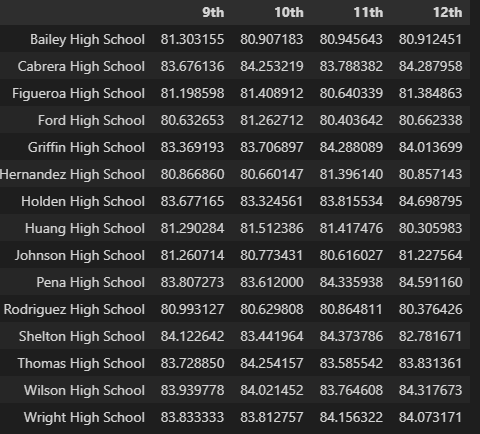 9th 10th 11th 12th
Bailey High School 81.303155 80.907183 80.945643 80.912451
Cabrera High School 83.676136 84.253219 83.788382 84.287958
Figueroa High School 81.198598 81.408912 80.640339 81.384863
Ford High School 80.632653 81.262712 80.403642 80.662338
Griffin High School 83.369193 83.706897 84.288089 84.013699
Hernandez High School 80.866860 80.660147 81.396140 80.857143
Holden High School 83.677165 83.324561 83.815534 84.698795
Huang High School 81.290284 81.512386 81.417476 80.305983
Johnson High School 81.260714 80.773431 80.616027 81.227564
Pena High School 83.807273 83.612000 84.335938 84.591160
Rodriguez High School 80.993127 80.629808 80.864811 80.376426
Shelton High School 84.122642 83.441964 84.373786 82.781671
Thomas High School 83.728850 84.254157 83.585542 83.831361
Wilson High School 83.939778 84.021452 83.764608 84.317673
Wright High School 83.833333 83.812757 84.156322 84.073171